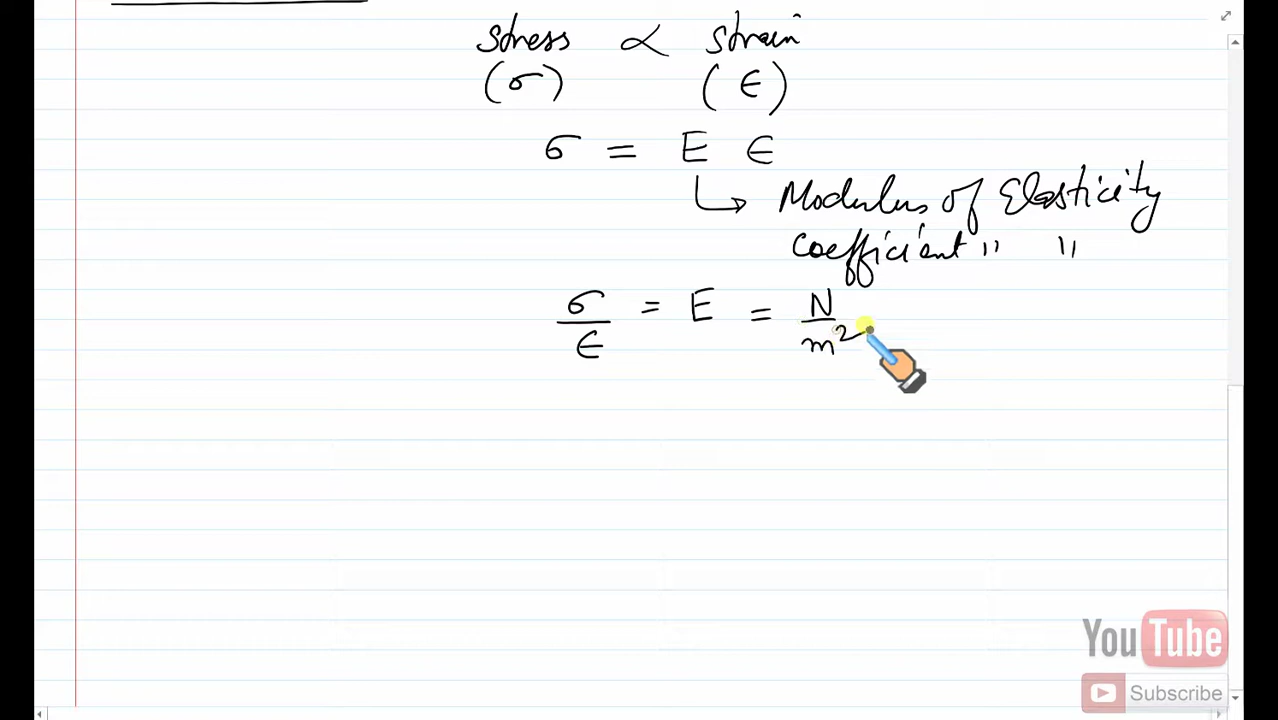 stress ∝ strain
(σ) (ε)
σ = E ε
↳ Modulus of Elasticity
coefficient " "
σ/ε = E = N/m²
YouTube
Subscribe